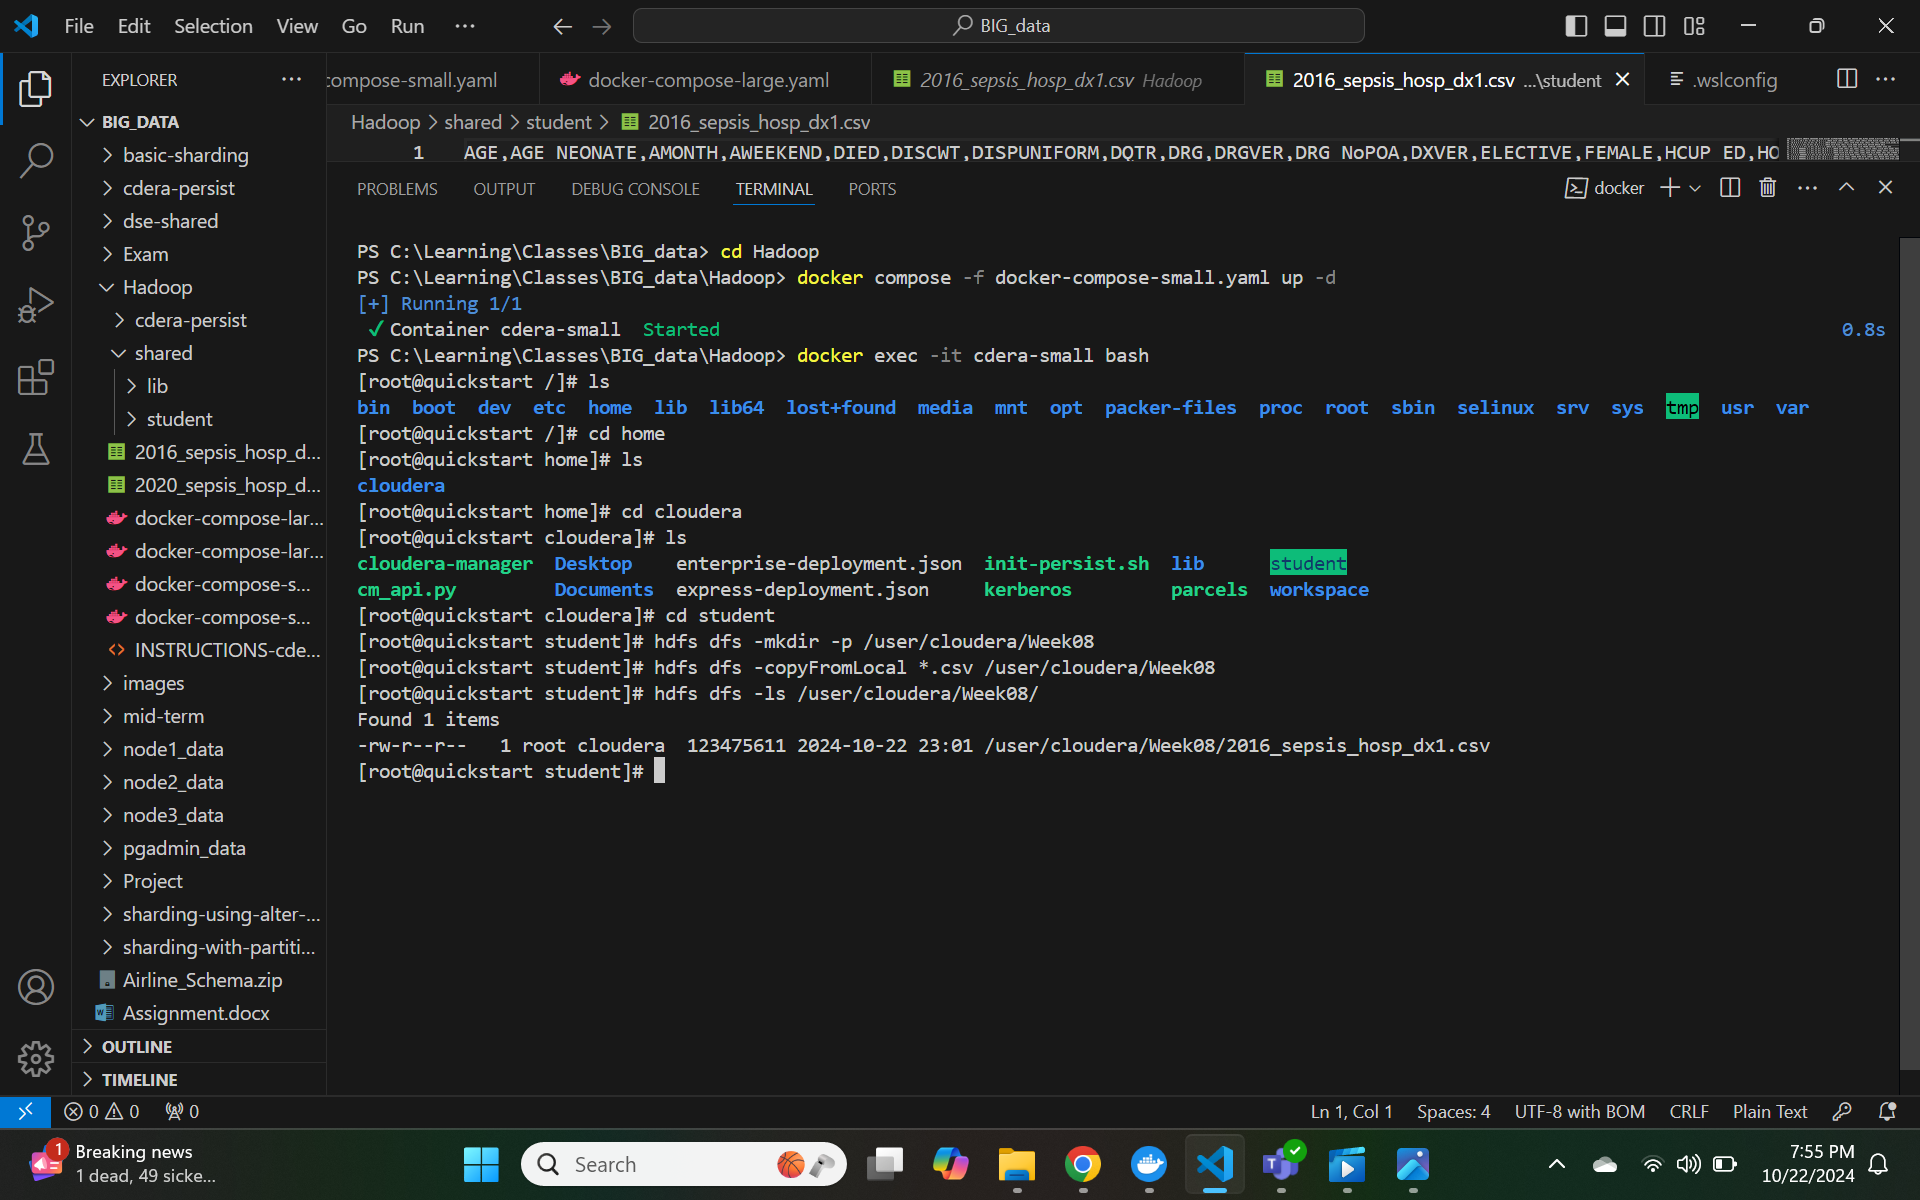 File Edit Selection View Go Run ··· BIG_data
EXPLORER ···
compose-small.yaml docker-compose-large.yaml 2016_sepsis_hosp_dx1.csv Hadoop 2016_sepsis_hosp_dx1.csv ...\student .wslconfig ···
BIG_DATA
basic-sharding
cdera-persist
dse-shared
Exam
Hadoop
cdera-persist
shared
lib
student
2016_sepsis_hosp_d...
2020_sepsis_hosp_d...
docker-compose-lar...
docker-compose-lar...
docker-compose-s...
docker-compose-s...
INSTRUCTIONS-cde...
images
mid-term
node1_data
node2_data
node3_data
pgadmin_data
Project
sharding-using-alter-...
sharding-with-partiti...
Airline_Schema.zip
Assignment.docx
OUTLINE
TIMELINE
Hadoop > shared > student > 2016_sepsis_hosp_dx1.csv
1 AGE,AGE_NEONATE,AMONTH,AWEEKEND,DIED,DISCWT,DISPUNIFORM,DQTR,DRG,DRGVER,DRG_NoPOA,DXVER,ELECTIVE,FEMALE,HCUP_ED,HO
PROBLEMS OUTPUT DEBUG CONSOLE TERMINAL PORTS docker ···
PS C:\Learning\Classes\BIG_data> cd Hadoop
PS C:\Learning\Classes\BIG_data\Hadoop> docker compose -f docker-compose-small.yaml up -d
[+] Running 1/1
✓ Container cdera-small Started 0.8s
PS C:\Learning\Classes\BIG_data\Hadoop> docker exec -it cdera-small bash
[root@quickstart /]# ls
bin boot dev etc home lib lib64 lost+found media mnt opt packer-files proc root sbin selinux srv sys tmp usr var
[root@quickstart /]# cd home
[root@quickstart home]# ls
cloudera
[root@quickstart home]# cd cloudera
[root@quickstart cloudera]# ls
cloudera-manager Desktop enterprise-deployment.json init-persist.sh lib student
cm_api.py Documents express-deployment.json kerberos parcels workspace
[root@quickstart cloudera]# cd student
[root@quickstart student]# hdfs dfs -mkdir -p /user/cloudera/Week08
[root@quickstart student]# hdfs dfs -copyFromLocal *.csv /user/cloudera/Week08
[root@quickstart student]# hdfs dfs -ls /user/cloudera/Week08/
Found 1 items
-rw-r--r-- 1 root cloudera 123475611 2024-10-22 23:01 /user/cloudera/Week08/2016_sepsis_hosp_dx1.csv
[root@quickstart student]#
0 0 0 Ln 1, Col 1 Spaces: 4 UTF-8 with BOM CRLF Plain Text
1 Breaking news
1 dead, 49 sicke...
Search
7:55 PM
10/22/2024